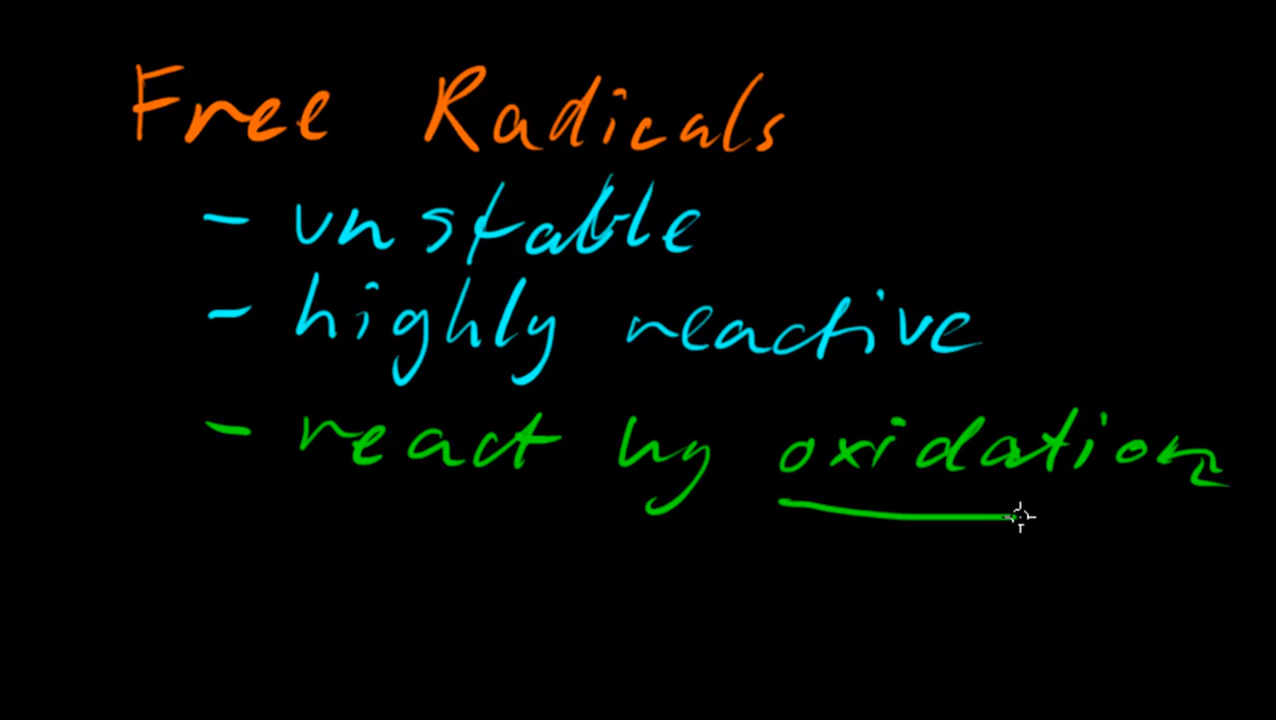 Free Radicals
- unstable
- highly reactive
- react by oxidation